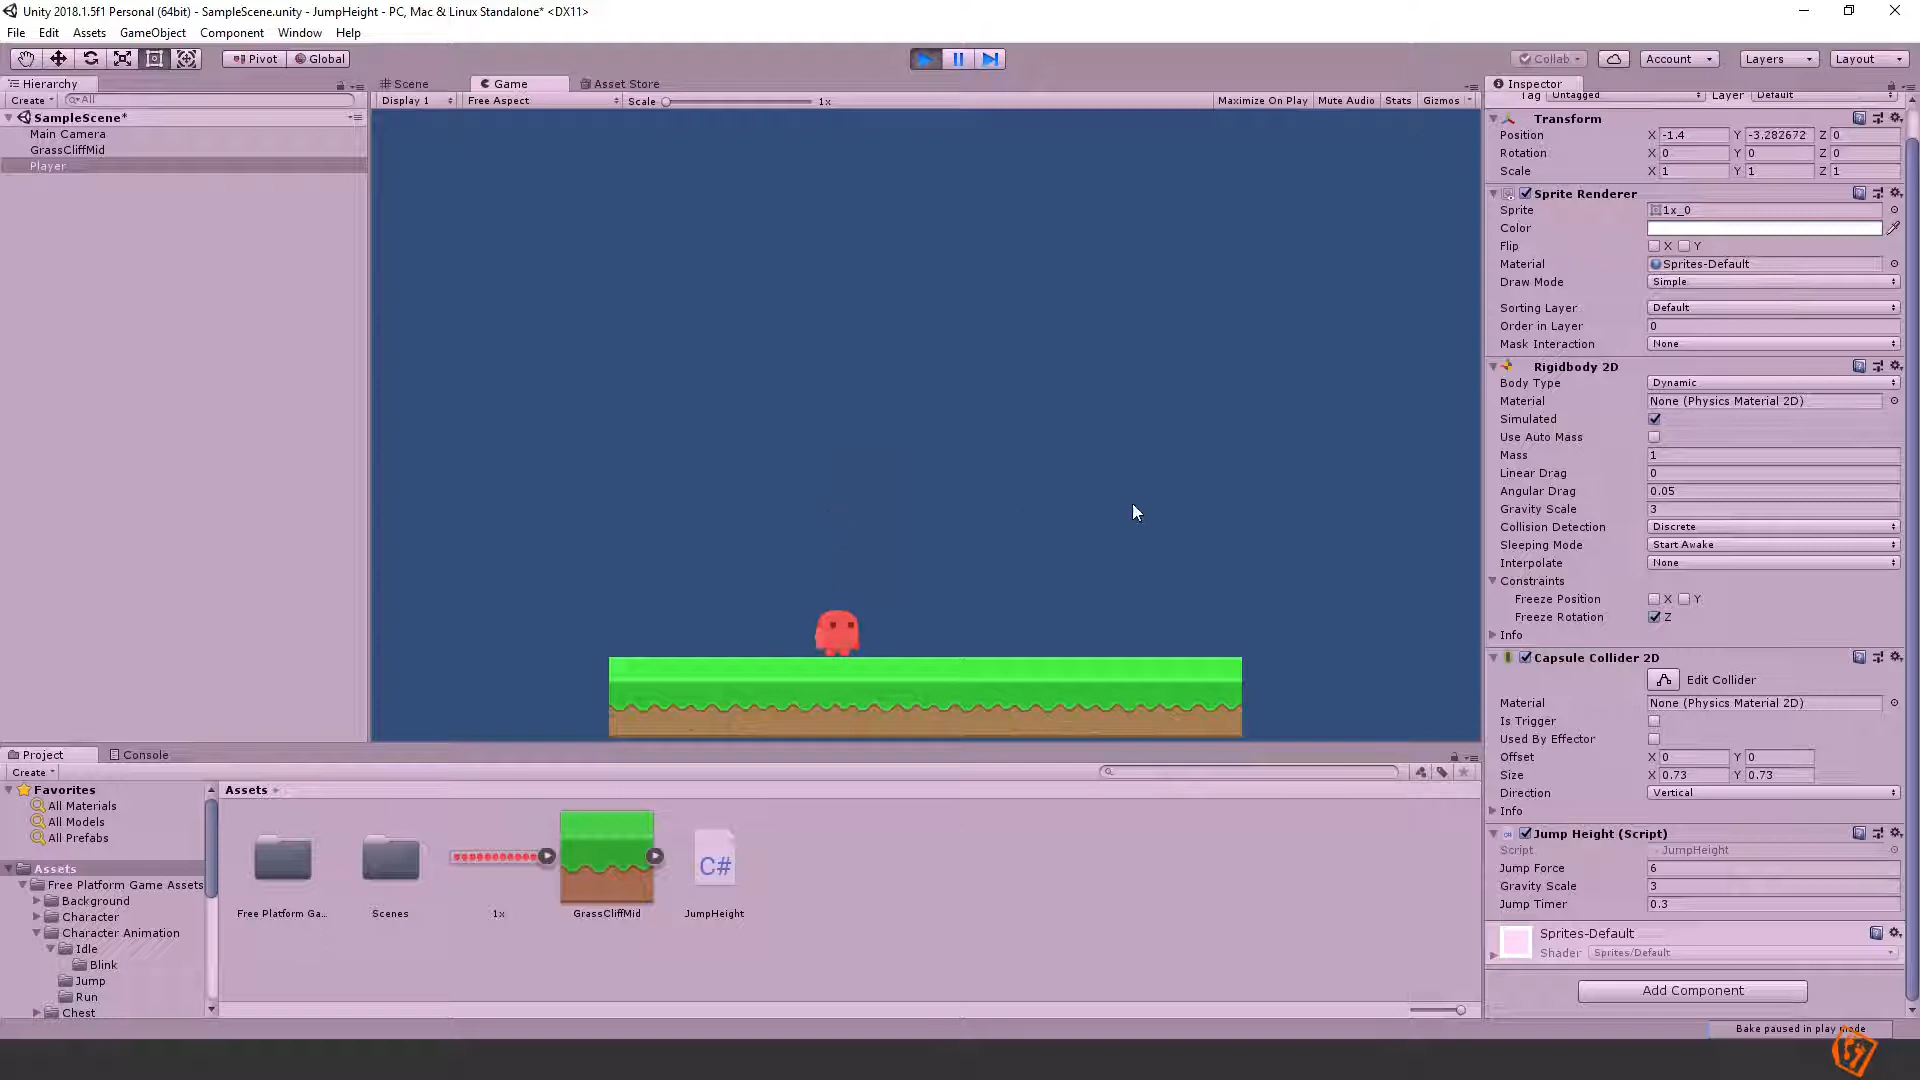 Unity 2018.1.5f1 Personal (64bit) - SampleScene.unity - JumpHeight - PC, Mac & Linux Standalone* <DX11>
File Edit Assets GameObject Component Window Help
Pivot Global Collab Account Layers Layout
Hierarchy
Create All
SampleScene*
Main Camera
GrassCliffMid
Player
Scene Game Asset Store
Display 1 Free Aspect Scale 1x Maximize On Play Mute Audio Stats Gizmos
Inspector
Tag Untagged Layer Default
Transform
Position X -1.4 Y -3.282672 Z 0
Rotation X 0 Y 0 Z 0
Scale X 1 Y 1 Z 1
Sprite Renderer
Sprite 1x_0
Color
Flip X Y
Material Sprites-Default
Draw Mode Simple
Sorting Layer Default
Order in Layer 0
Mask Interaction None
Rigidbody 2D
Body Type Dynamic
Material None (Physics Material 2D)
Simulated
Use Auto Mass
Mass 1
Linear Drag 0
Angular Drag 0.05
Gravity Scale 3
Collision Detection Discrete
Sleeping Mode Start Awake
Interpolate None
Constraints
Freeze Position X Y
Freeze Rotation Z
Info
Capsule Collider 2D
Edit Collider
Material None (Physics Material 2D)
Is Trigger
Used By Effector
Offset X 0 Y 0
Size X 0.73 Y 0.73
Direction Vertical
Info
Jump Height (Script)
Script JumpHeight
Jump Force 6
Gravity Scale 3
Jump Timer 0.3
Sprites-Default
Shader Sprites/Default
Add Component
Project Console
Create
Favorites
All Materials
All Models
All Prefabs
Assets
Free Platform Game Assets
Background
Character
Character Animation
Idle
Blink
Jump
Run
Chest
Assets
C#
Free Platform Ga... Scenes 1x GrassCliffMid JumpHeight
Bake paused in play mode